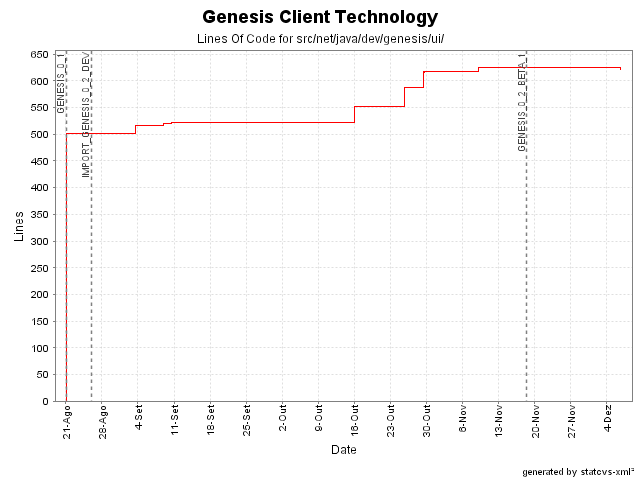 Genesis Client Technology
Lines Of Code for src/net/java/dev/genesis/ui/
Lines
650
600
550
500
450
400
350
300
250
200
150
100
50
0
GENESIS_0_1
IMPORT_GENESIS_0_2_DEV
GENESIS_0_2_BETA_1
21-Ago
28-Ago
4-Set
11-Set
18-Set
25-Set
2-Out
9-Out
16-Out
23-Out
30-Out
6-Nov
13-Nov
20-Nov
27-Nov
4-Dez
Date
generated by statcvs-xml²